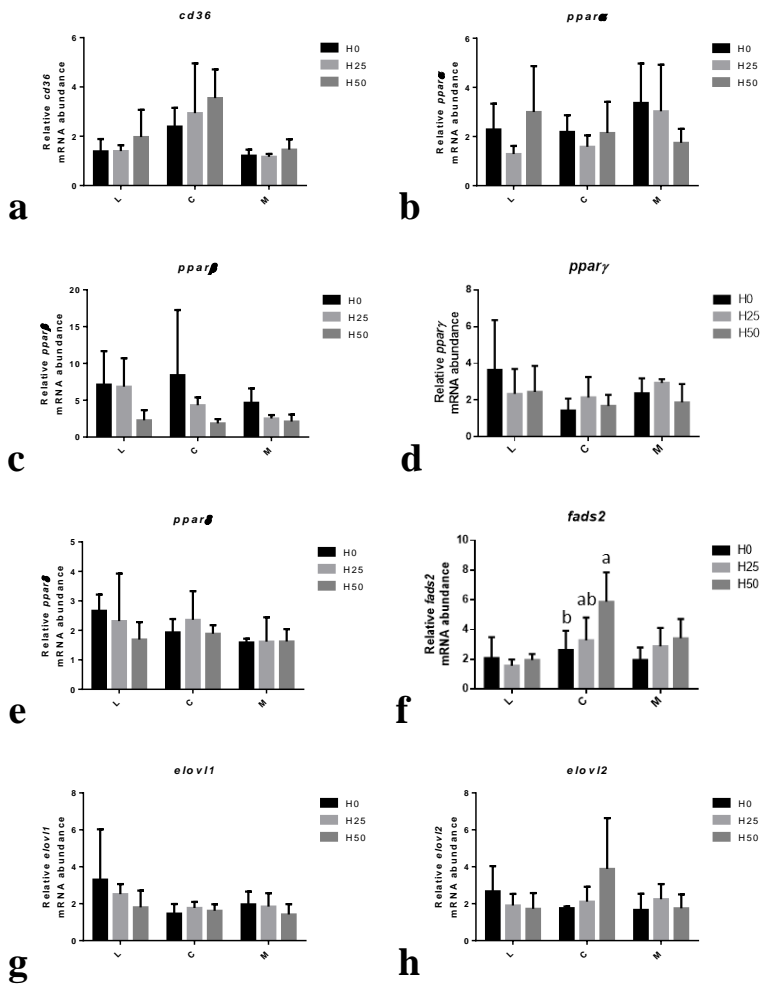 cd36
Relative cd36
mRNA abundance
6
4
2
0
L
C
M
H0
H25
H50
a
pparα
Relative pparα
mRNA abundance
6
4
2
0
L
C
M
H0
H25
H50
b
pparβ
Relative pparβ
mRNA abundance
20
15
10
5
0
L
C
M
H0
H25
H50
c
pparγ
Relative pparγ
mRNA abundance
8
6
4
2
0
L
C
M
H0
H25
H50
d
Relative
mRNA abundance
5
4
3
2
1
0
L
C
M
H0
H25
H50
e
fads2
Relative fads2
mRNA abundance
10
8
6
4
2
0
b
ab
a
L
C
M
H0
H25
H50
f
elovl1
Relative elovl1
mRNA abundance
8
6
4
2
0
L
C
M
H0
H25
H50
g
elovl2
Relative elovl2
mRNA abundance
8
6
4
2
0
L
C
M
H0
H25
H50
h